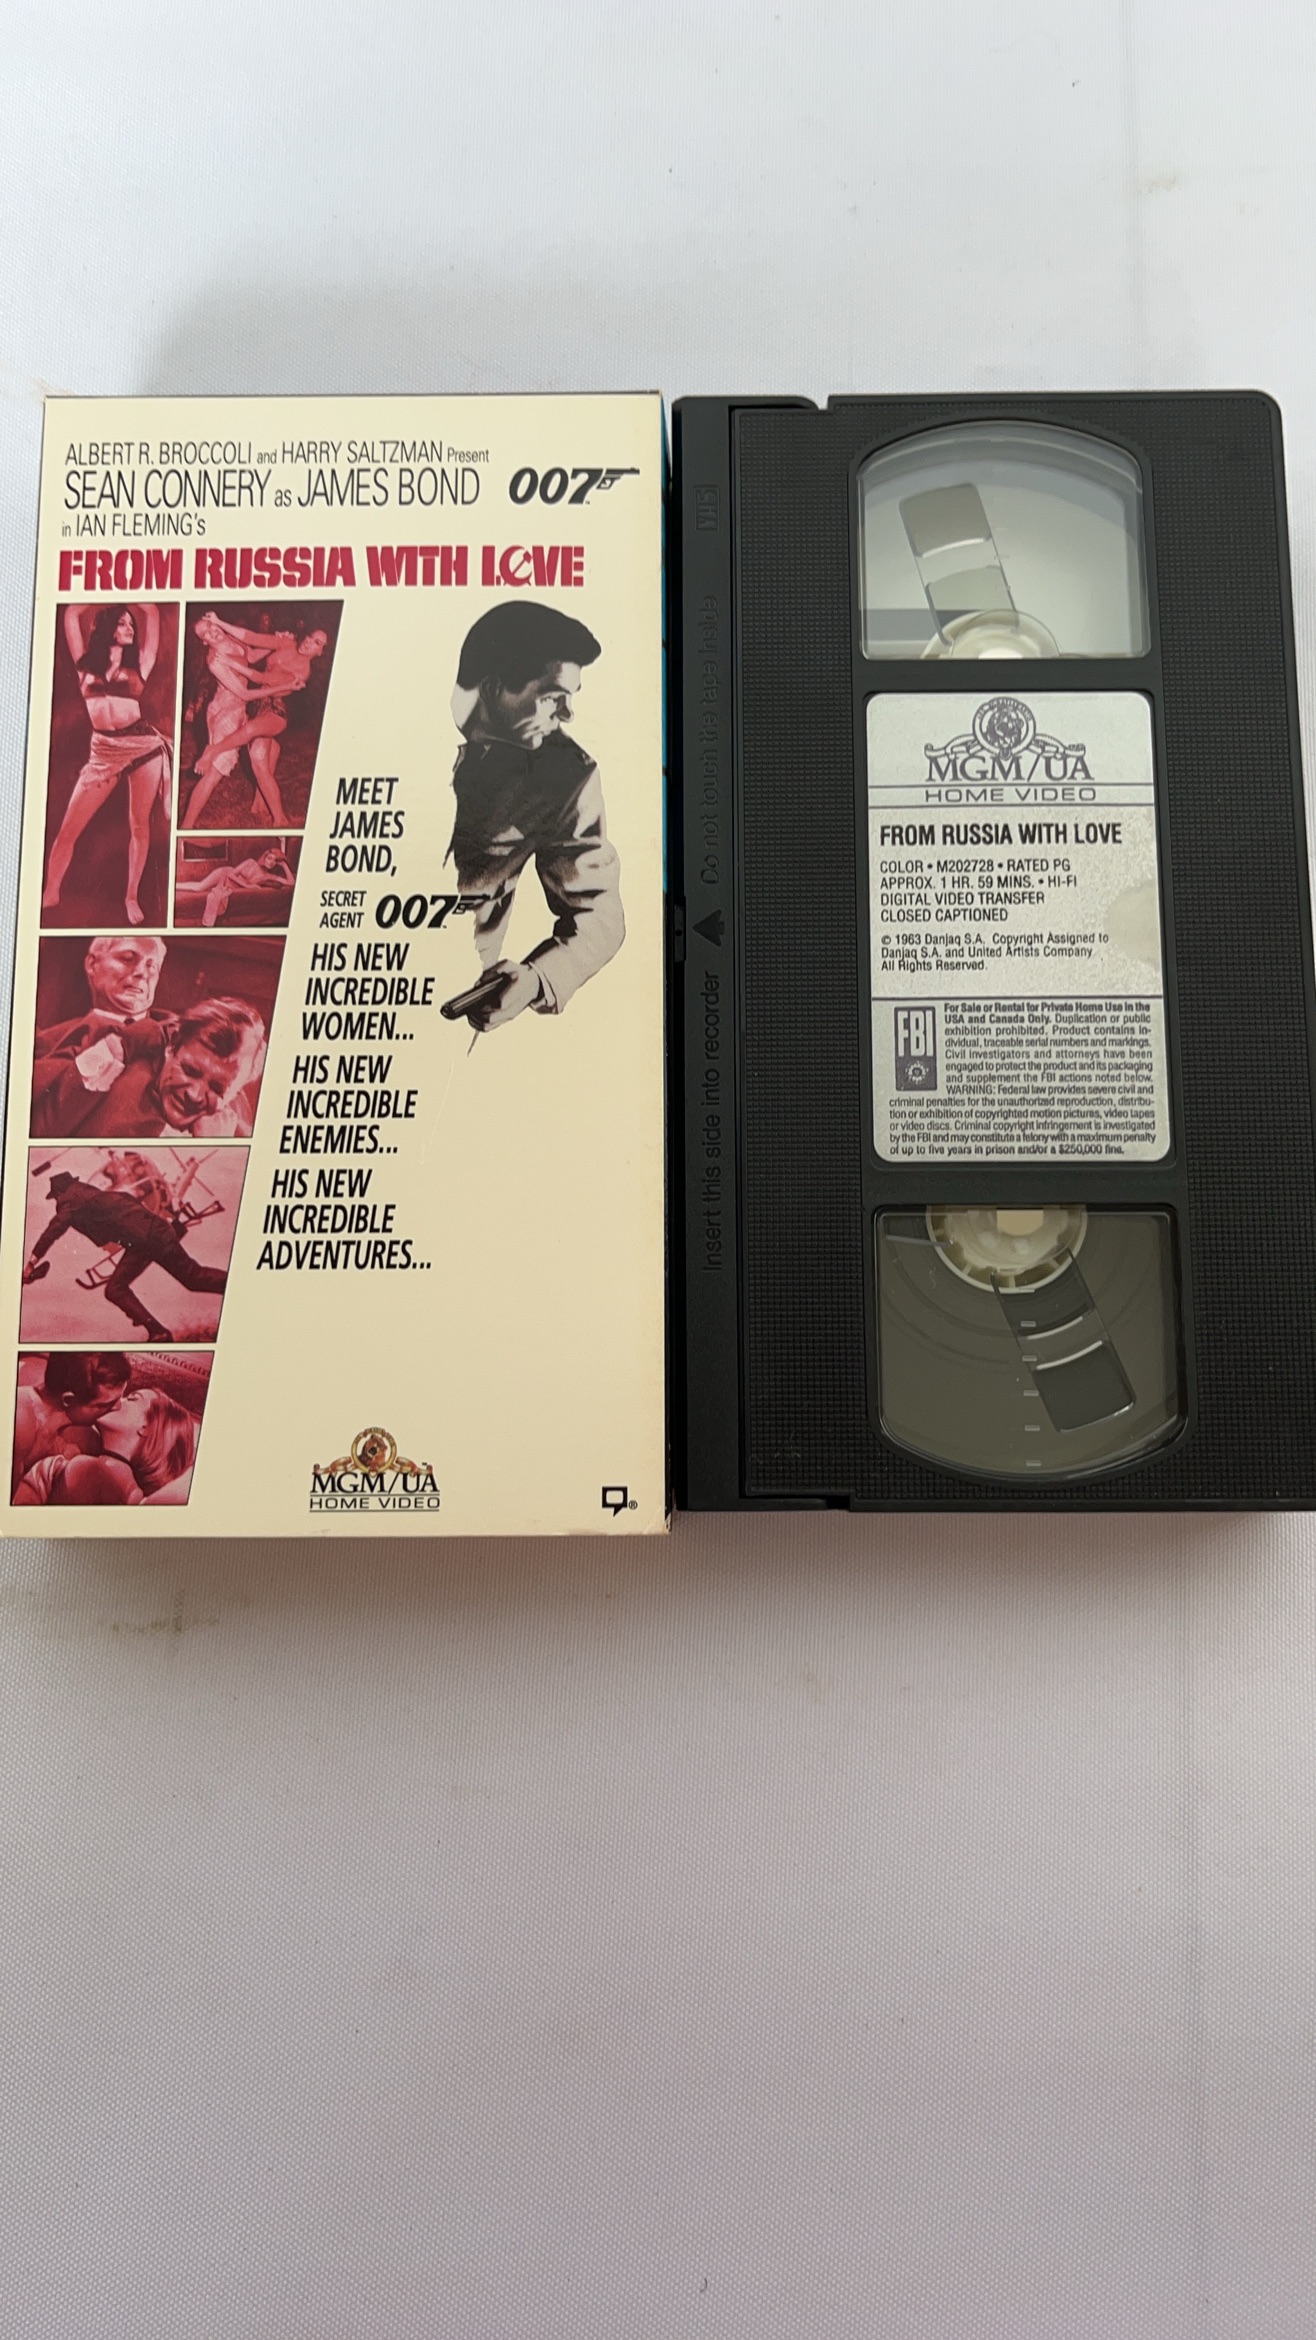 ALBERT R. BROCCOLI and HARRY SALTZMAN Present
SEAN CONNERY as JAMES BOND 007
in IAN FLEMING's
FROM RUSSIA WITH LOVE
MEET
JAMES
BOND,
SECRET
AGENT 007
HIS NEW
INCREDIBLE
WOMEN...
HIS NEW
INCREDIBLE
ENEMIES...
HIS NEW
INCREDIBLE
ADVENTURES...
MGM/UA
HOME VIDEO
®
VHS
Do not touch the tape inside
Insert this side into recorder
MGM/UA
HOME VIDEO
FROM RUSSIA WITH LOVE
COLOR • M202728 • RATED PG
APPROX. 1 HR. 59 MINS. • HI-FI
DIGITAL VIDEO TRANSFER
CLOSED CAPTIONED
© 1963 Danjaq S.A. Copyright Assigned to
Danjaq S.A. and United Artists Company
All Rights Reserved.
FBI
For Sale or Rental for Private Home Use in the
USA and Canada Only. Duplication or public
exhibition prohibited. Product contains in-
dividual, traceable serial numbers and markings.
Civil investigators and attorneys have been
engaged to protect the product and its packaging
and supplement the FBI actions noted below.
WARNING: Federal law provides severe civil and
criminal penalties for the unauthorized reproduction, distribu-
tion or exhibition of copyrighted motion pictures, video tapes
or video discs. Criminal copyright infringement is investigated
by the FBI and may constitute a felony with a maximum penalty
of up to five years in prison and/or a $250,000 fine.